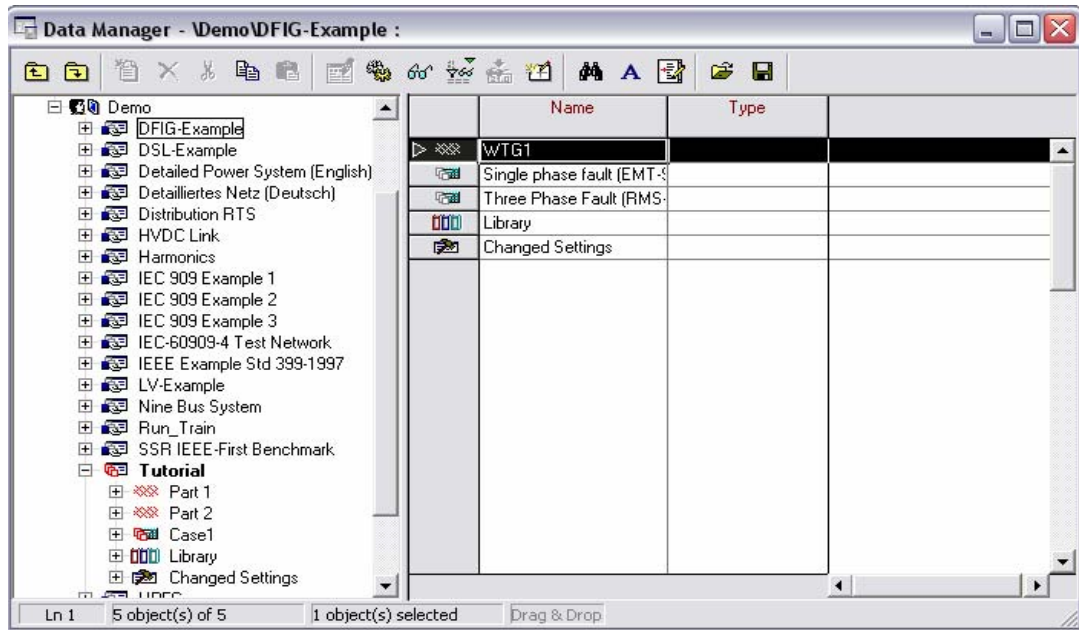 Data Manager - \Demo\DFIG-Example :
Demo
DFIG-Example
DSL-Example
Detailed Power System (English)
Detailliertes Netz (Deutsch)
Distribution RTS
HVDC Link
Harmonics
IEC 909 Example 1
IEC 909 Example 2
IEC 909 Example 3
IEC-60909-4 Test Network
IEEE Example Std 399-1997
LV-Example
Nine Bus System
Run_Train
SSR IEEE-First Benchmark
Tutorial
Part 1
Part 2
Case1
Library
Changed Settings
Name Type
WTG1
Single phase fault (EMT-
Three Phase Fault (RMS-
Library
Changed Settings
Ln 1 5 object(s) of 5 1 object(s) selected Drag & Drop